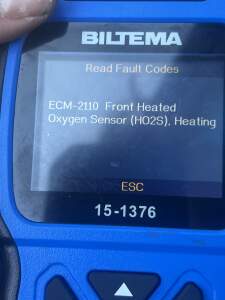 BILTEMA
Read Fault Codes
ECM-2110 Front Heated
Oxygen Sensor (HO2S), Heating
ESC
15-1376